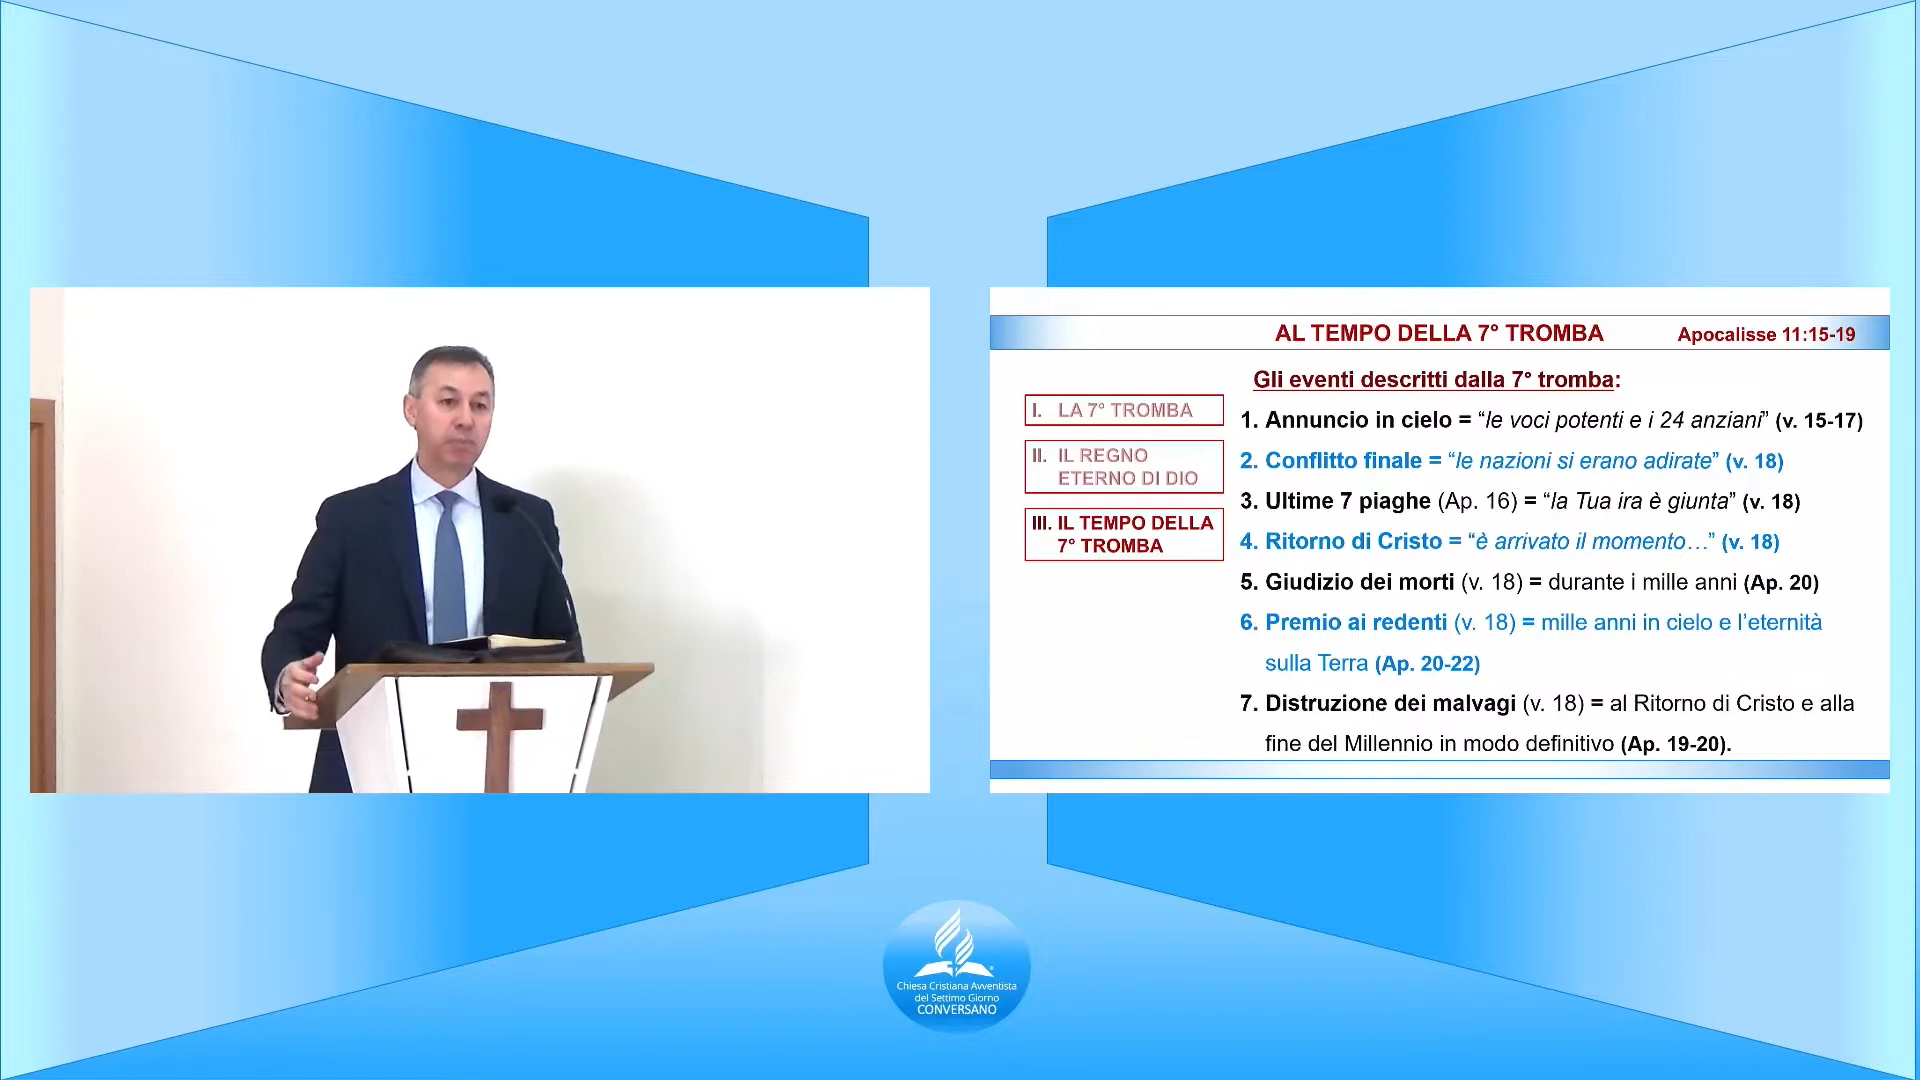 AL TEMPO DELLA 7° TROMBA
Apocalisse 11:15-19
I. LA 7° TROMBA
II. IL REGNO
ETERNO DI DIO
III. IL TEMPO DELLA
7° TROMBA
Gli eventi descritti dalla 7° tromba:
1. Annuncio in cielo = “le voci potenti e i 24 anziani” (v. 15-17)
2. Conflitto finale = “le nazioni si erano adirate” (v. 18)
3. Ultime 7 piaghe (Ap. 16) = “la Tua ira è giunta” (v. 18)
4. Ritorno di Cristo = “è arrivato il momento…” (v. 18)
5. Giudizio dei morti (v. 18) = durante i mille anni (Ap. 20)
6. Premio ai redenti (v. 18) = mille anni in cielo e l’eternità
sulla Terra (Ap. 20-22)
7. Distruzione dei malvagi (v. 18) = al Ritorno di Cristo e alla
fine del Millennio in modo definitivo (Ap. 19-20).
Chiesa Cristiana Avventista
del Settimo Giorno
CONVERSANO